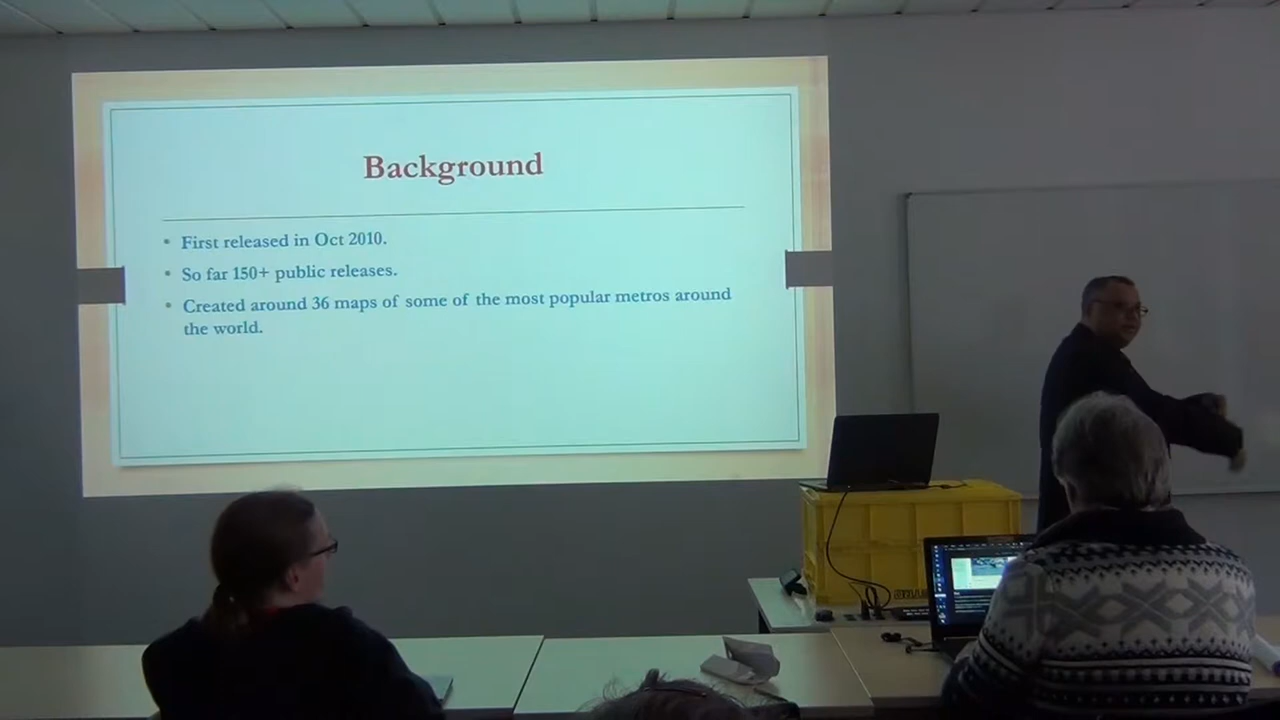 Background
• First released in Oct 2010.
• So far 150+ public releases.
• Created around 36 maps of some of the most popular metros around
the world.